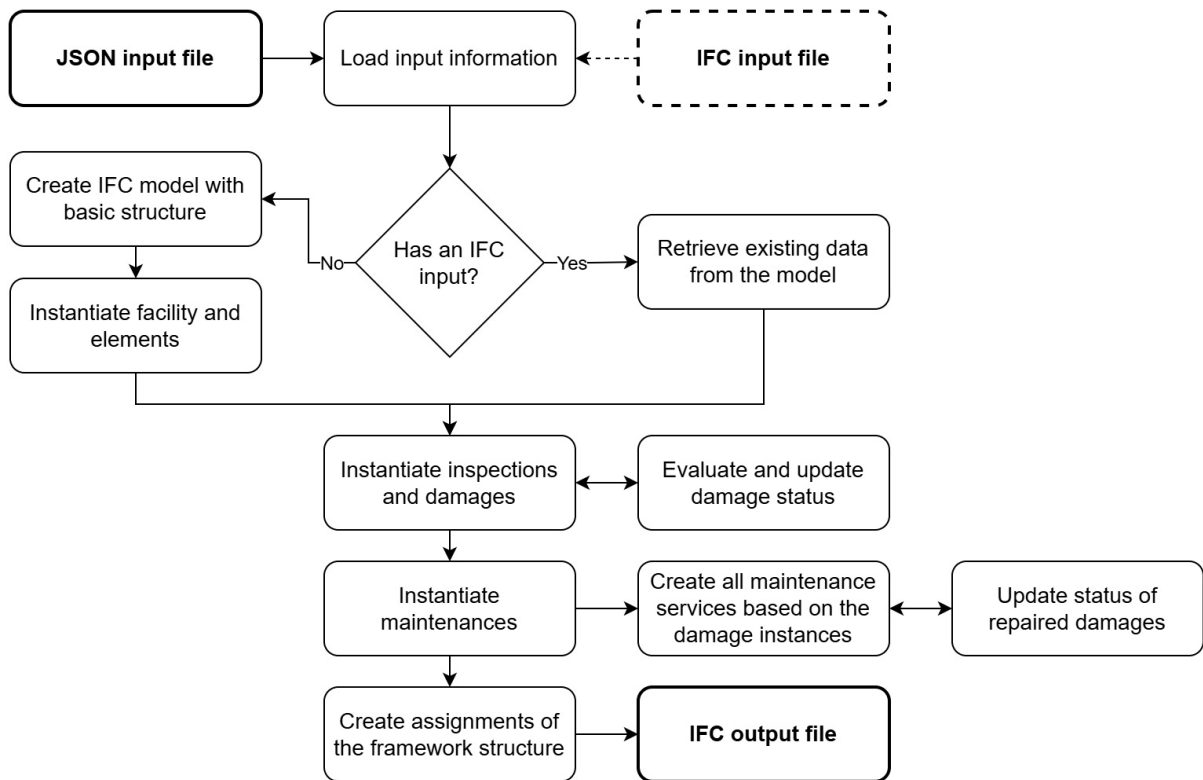 JSON input file
Load input information
IFC input file
Create IFC model with
basic structure
Has an IFC
input?
No
Yes
Retrieve existing data
from the model
Instantiate facility and
elements
Instantiate inspections
and damages
Evaluate and update
damage status
Instantiate
maintenances
Create all maintenance
services based on the
damage instances
Update status of
repaired damages
Create assignments of
the framework structure
IFC output file